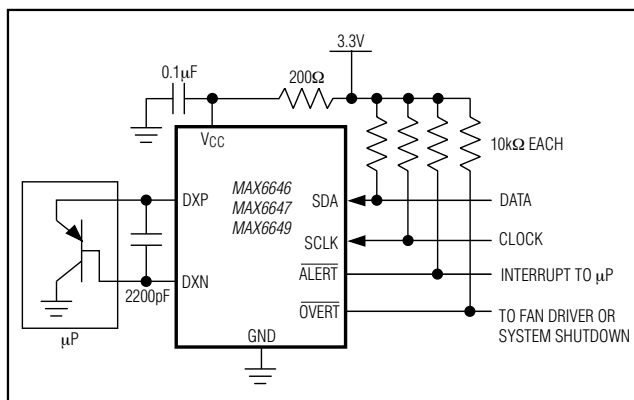 3.3V
0.1μF
200Ω
VCC
10kΩ EACH
DXP
MAX6646
MAX6647
MAX6649
SDA
DATA
SCLK
CLOCK
DXN
ALERT
INTERRUPT TO μP
2200pF
OVERT
TO FAN DRIVER OR
SYSTEM SHUTDOWN
GND
μP